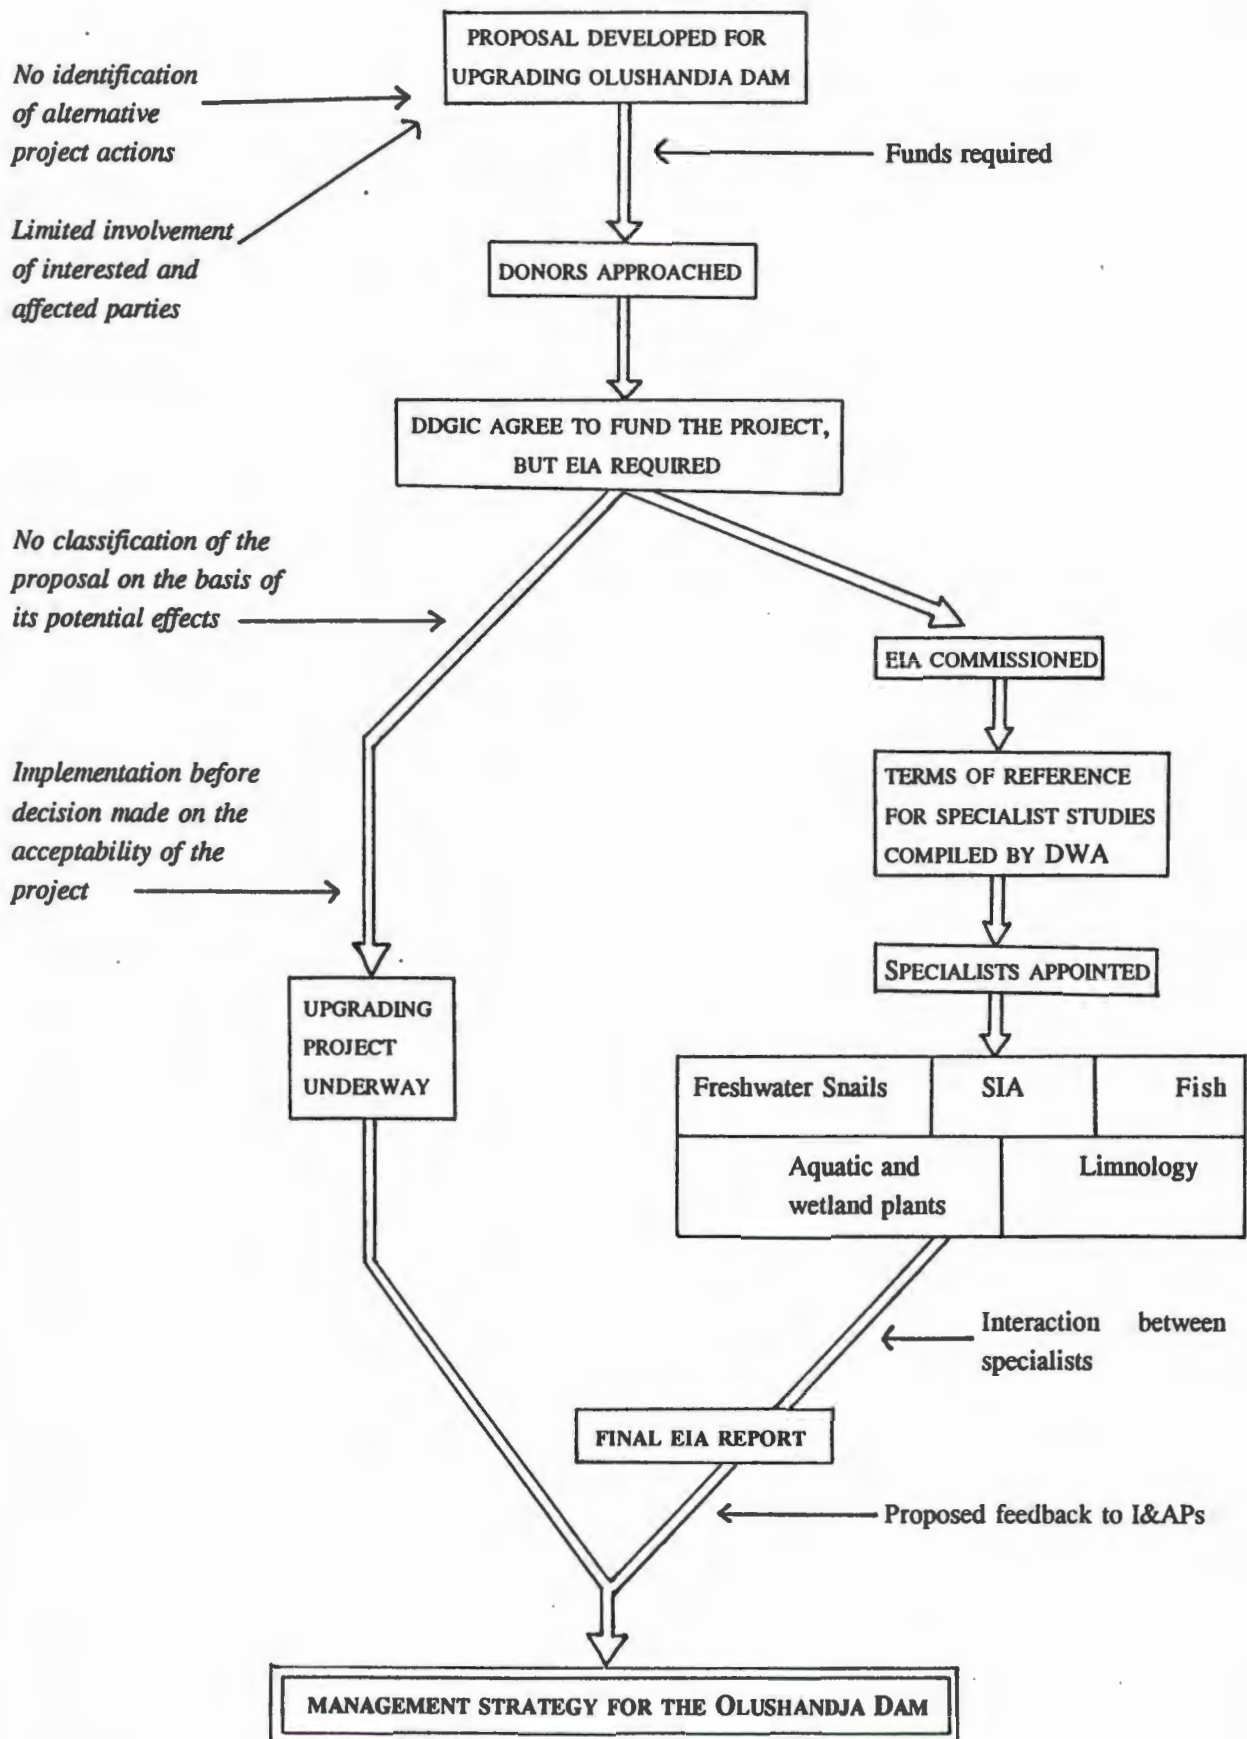 PROPOSAL DEVELOPED FOR
UPGRADING OLUSHANDJA DAM
No identification
of alternative
project actions
Funds required
Limited involvement
of interested and
affected parties
DONORS APPROACHED
DDGIC AGREE TO FUND THE PROJECT,
BUT EIA REQUIRED
No classification of the
proposal on the basis of
its potential effects
EIA COMMISSIONED
TERMS OF REFERENCE
FOR SPECIALIST STUDIES
COMPILED BY DWA
Implementation before
decision made on the
acceptability of the
project
SPECIALISTS APPOINTED
UPGRADING
PROJECT
UNDERWAY
Freshwater Snails
SIA
Fish
Aquatic and
wetland plants
Limnology
Interaction between
specialists
FINAL EIA REPORT
Proposed feedback to I&APs
MANAGEMENT STRATEGY FOR THE OLUSHANDJA DAM